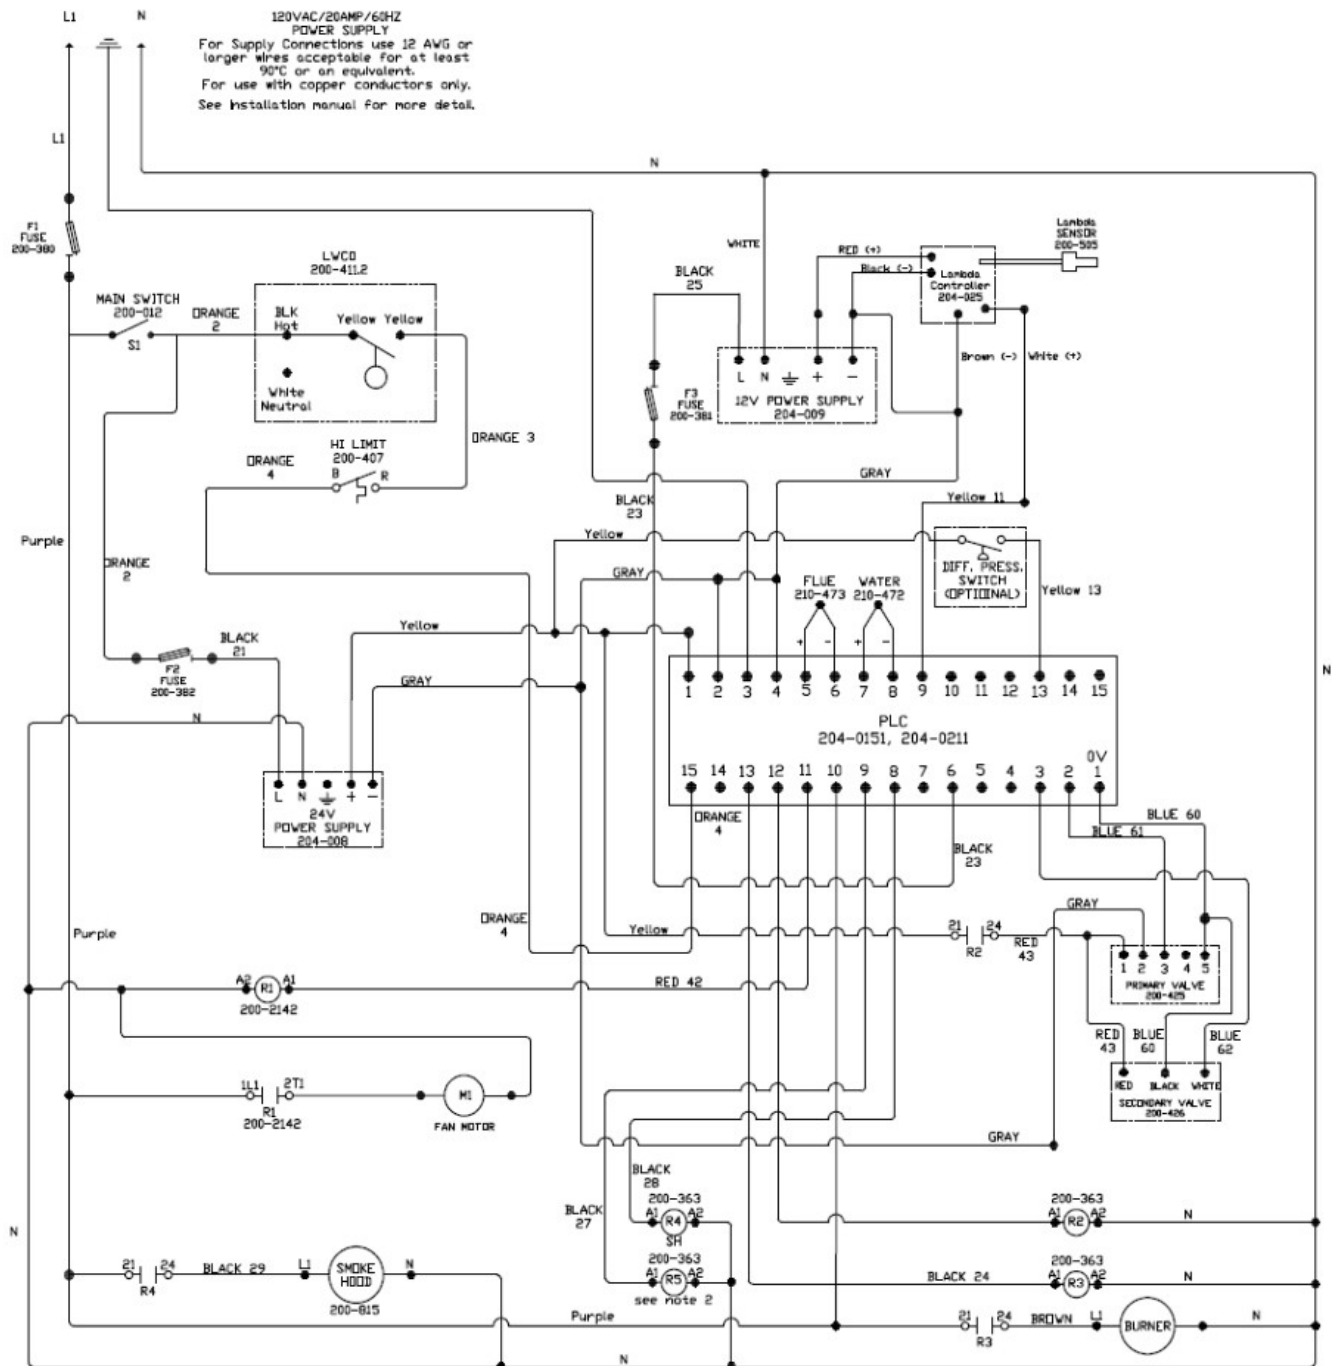 L1
N
120VAC/20AMP/60HZ
POWER SUPPLY
For Supply Connections use 12 AWG or
larger wires acceptable for at least
90°C or an equivalent.
For use with copper conductors only.
See installation manual for more detail.
L1
N
F1
FUSE
200-380
LWCO
200-411.2
WHITE
RED (+)
Black (-)
Lambda
SENSOR
200-505
Lambda
Controller
204-025
BLACK
25
MAIN SWITCH
200-012
S1
ORANGE
2
BLK
Hot
Yellow
Yellow
White
Neutral
Brown (-)
White (+)
L N + -
12V POWER SUPPLY
204-009
F3
FUSE
200-381
ORANGE 3
HI LIMIT
200-407
B
R
ORANGE
4
GRAY
BLACK
23
Yellow 11
Purple
Yellow
ORANGE
2
GRAY
FLUE
210-473
WATER
210-472
DIFF. PRESS.
SWITCH
(OPTIONAL)
Yellow 13
BLACK
21
Yellow
+ -
+ -
F2
FUSE
200-382
GRAY
1 2 3 4 5 6 7 8 9 10 11 12 13 14 15
N
N
PLC
204-0151, 204-0211
0V
15 14 13 12 11 10 9 8 7 6 5 4 3 2 1
L N + -
24V
POWER SUPPLY
204-008
ORANGE
4
BLUE 60
BLUE 61
BLACK
23
GRAY
ORANGE
4
Yellow
21
24
R2
RED
43
Purple
1 2 3 4 5
PRIMARY VALVE
200-425
A2
R1
A1
200-2142
RED 42
RED
43
BLUE
60
BLUE
62
RED
BLACK
WHITE
SECONDARY VALVE
200-426
1L1
2T1
R1
200-2142
M1
FAN MOTOR
GRAY
BLACK
28
BLACK
27
200-363
A1
R4
A2
SH
200-363
A1
R2
A2
N
N
200-363
A1
R5
A2
see note 2
BLACK 24
200-363
A1
R3
A2
N
21
24
R4
BLACK 29
L1
SMOKE
HOOD
N
200-815
Purple
21
24
R3
BROWN
L1
BURNER
N
N